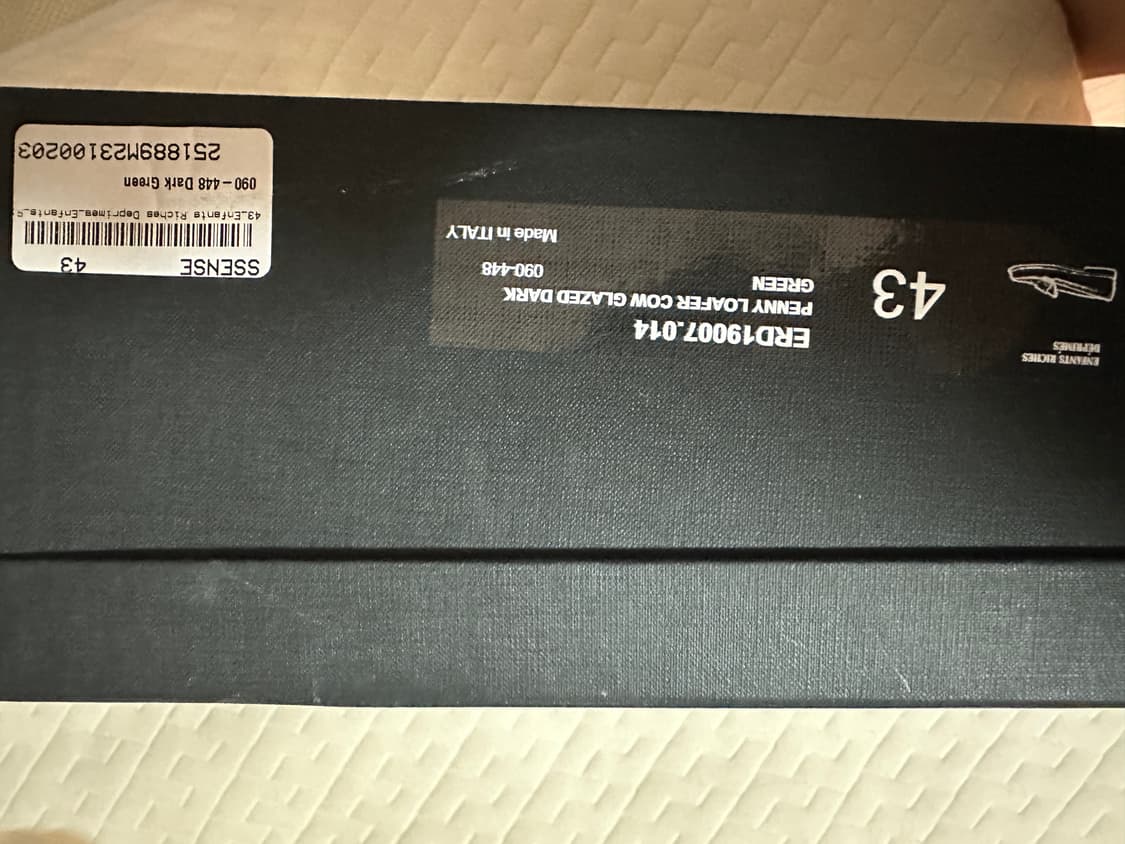 ENFANTS RICHES
DÉPRIMÉS
43
ERD19007.014
PENNY LOAFER COW GLAZED DARK
GREEN
090-448
Made in ITALY
SSENSE 43
43_Enfants Riches Deprimes_Enfants_
090-448 Dark Green
251889M23100203